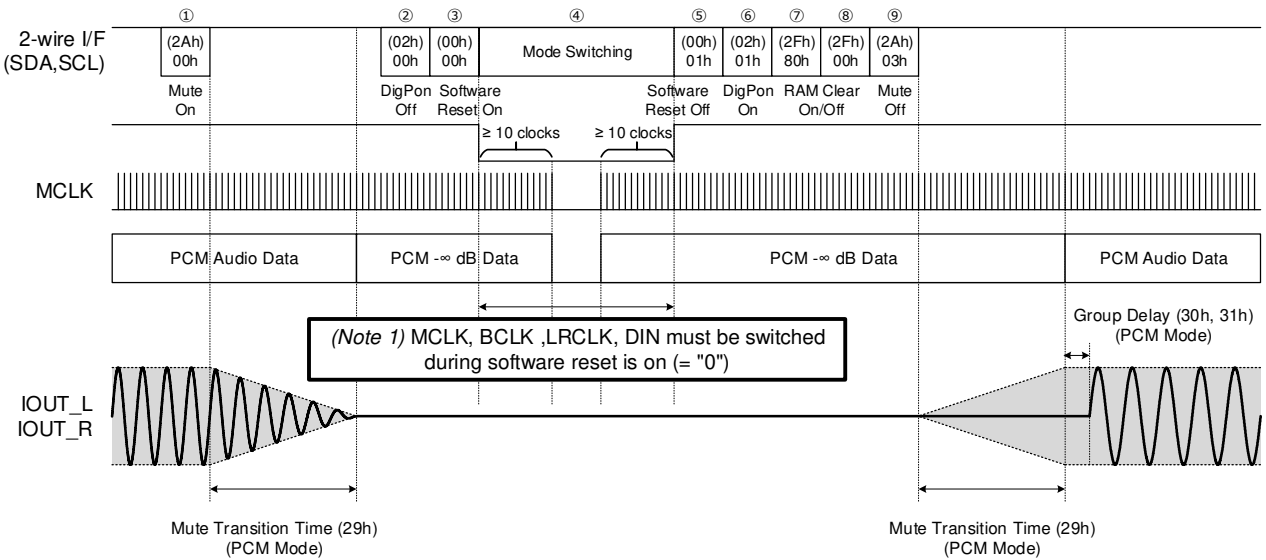 ① ② ③ ④ ⑤ ⑥ ⑦ ⑧ ⑨
2-wire I/F
(SDA,SCL)
(2Ah)
00h
(02h)
00h
(00h)
00h
Mode Switching
(00h)
01h
(02h)
01h
(2Fh)
80h
(2Fh)
00h
(2Ah)
03h
Mute
On
DigPon
Off
Software
Reset On
Software
Reset Off
DigPon
On
RAM Clear
On/Off
Mute
Off
≥ 10 clocks
≥ 10 clocks
MCLK
PCM Audio Data
PCM -∞ dB Data
PCM -∞ dB Data
PCM Audio Data
(Note 1) MCLK, BCLK ,LRCLK, DIN must be switched
during software reset is on (= "0")
Group Delay (30h, 31h)
(PCM Mode)
IOUT_L
IOUT_R
Mute Transition Time (29h)
(PCM Mode)
Mute Transition Time (29h)
(PCM Mode)